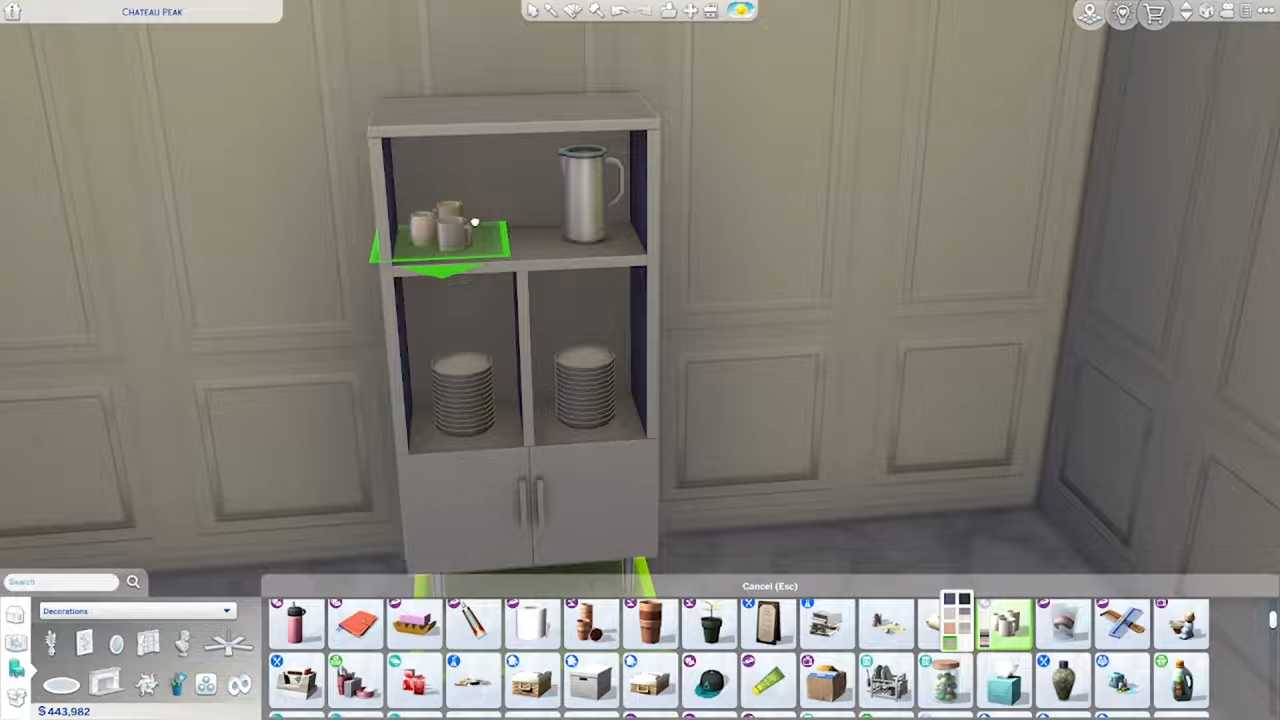 CHATEAU PEAK
Cancel (Esc)
Search
Decorations
$443,982